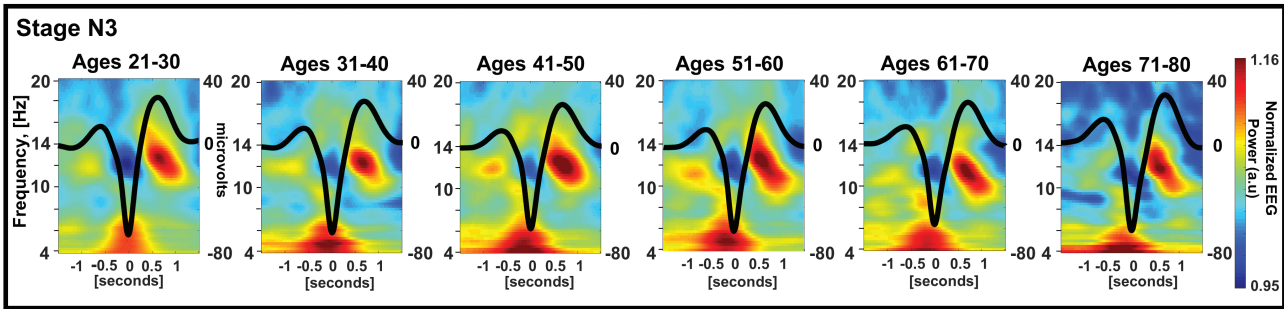 Stage N3
Ages 21-30 Ages 31-40 Ages 41-50 Ages 51-60 Ages 61-70 Ages 71-80
20 40 20 40 20 40 20 40 20 40 20 40 1.16
Frequency, [Hz] microvolts Normalized EEG Power (a.u)
14 0 14 0 14 0 14 0 14 0 14 0
10 10 10 10 10 10
4 -80 4 -80 4 -80 4 -80 4 -80 4 -80 0.95
-1 -0.5 0 0.5 1 -1 -0.5 0 0.5 1 -1 -0.5 0 0.5 1 -1 -0.5 0 0.5 1 -1 -0.5 0 0.5 1 -1 -0.5 0 0.5 1
[seconds] [seconds] [seconds] [seconds] [seconds] [seconds]